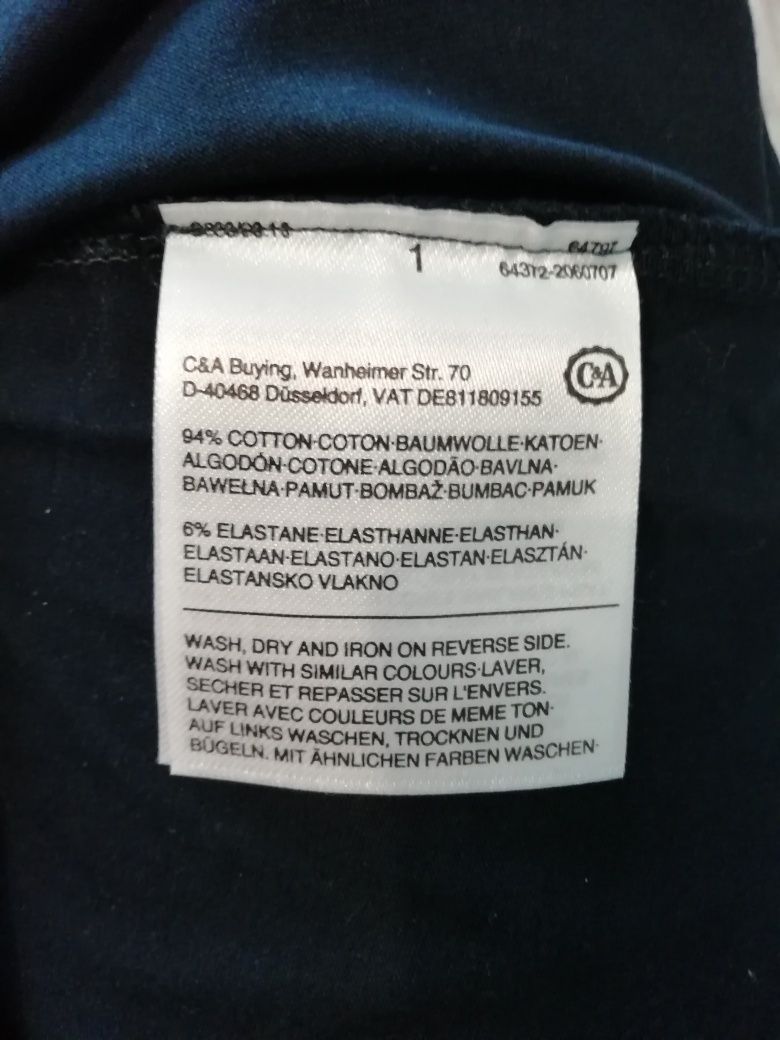 1
64707
64372-2060707
C&A Buying, Wanheimer Str. 70
D-40468 Düsseldorf, VAT DE811809155
C&A
94% COTTON·COTON·BAUMWOLLE·KATOEN·
ALGODÓN·COTONE·ALGODÃO·BAVLNA·
BAWEŁNA·PAMUT·BOMBAŽ·BUMBAC·PAMUK
6% ELASTANE·ELASTHANNE·ELASTHAN·
ELASTAAN·ELASTANO·ELASTAN·ELASZTÁN·
ELASTANSKO VLAKNO
WASH, DRY AND IRON ON REVERSE SIDE.
WASH WITH SIMILAR COLOURS·LAVER,
SECHER ET REPASSER SUR L'ENVERS.
LAVER AVEC COULEURS DE MEME TON·
AUF LINKS WASCHEN, TROCKNEN UND
BÜGELN. MIT ÄHNLICHEN FARBEN WASCHEN·